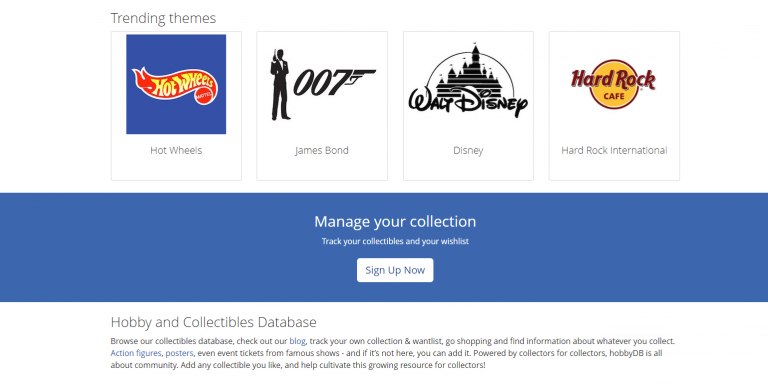 Trending themes
Hot Wheels
MATTEL
007
Walt Disney
Hard Rock
CAFE
Hot Wheels
James Bond
Disney
Hard Rock International
Manage your collection
Track your collectibles and your wishlist
Sign Up Now
Hobby and Collectibles Database
Browse our collectibles database, check out our blog, track your own collection & wantlist, go shopping and find information about whatever you collect.
Action figures, posters, even event tickets from famous shows - and if it's not here, you can add it. Powered by collectors for collectors, hobbyDB is all
about community. Add any collectible you like, and help cultivate this growing resource for collectors!